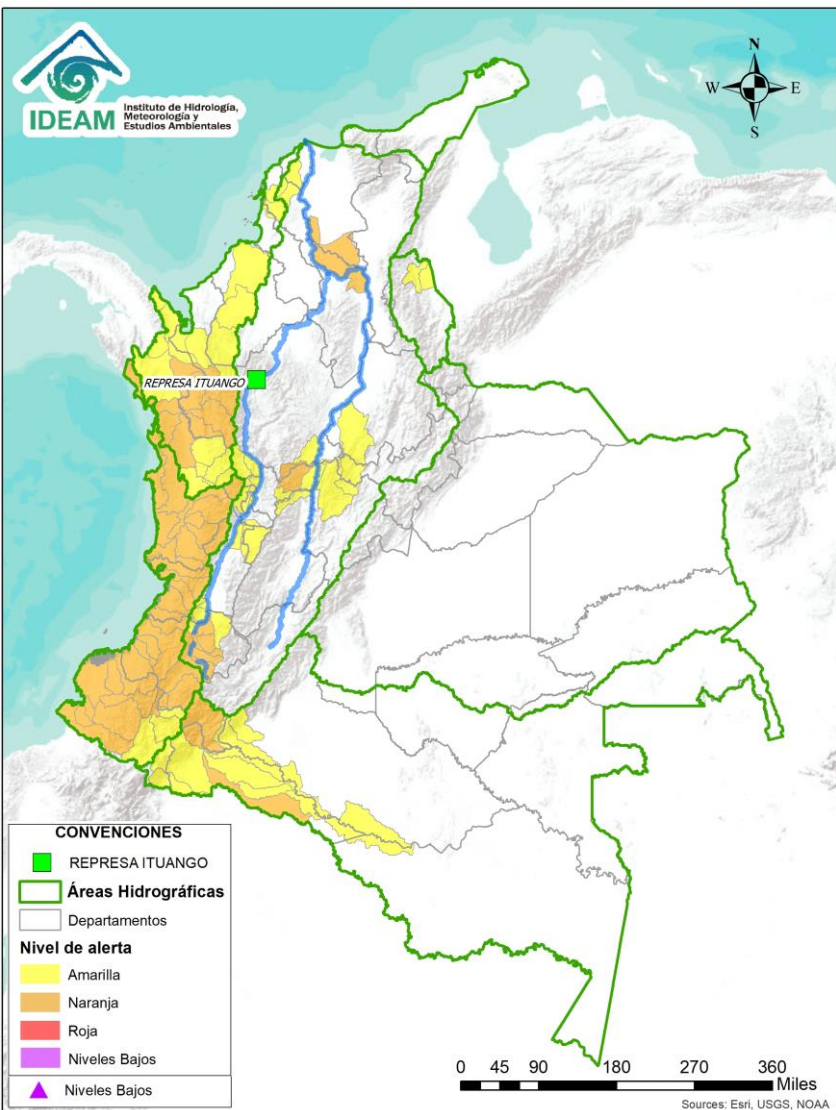 IDEAM
Instituto de Hidrología,
Meteorología y
Estudios Ambientales
N
W
E
S
REPRESA ITUANGO
CONVENCIONES
REPRESA ITUANGO
Áreas Hidrográficas
Departamentos
Nivel de alerta
Amarilla
Naranja
Roja
Niveles Bajos
Niveles Bajos
0 45 90 180 270 360
Miles
Sources: Esri, USGS, NOAA